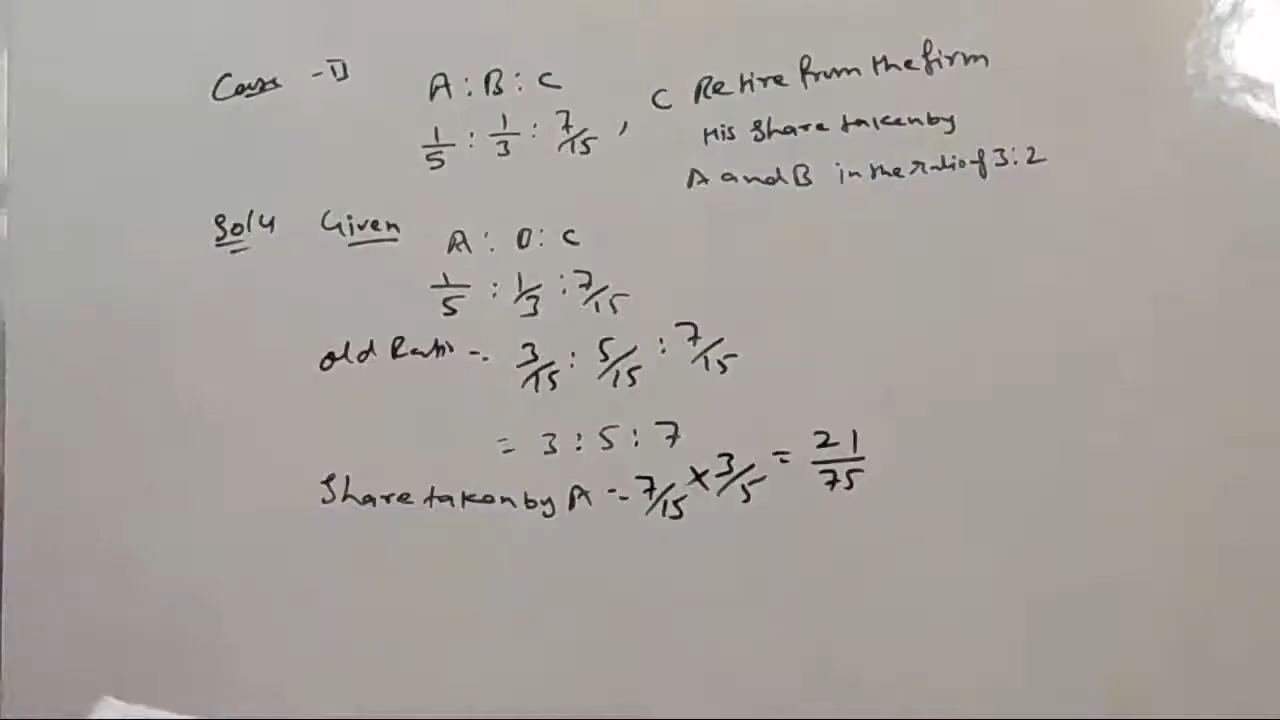 Case - D
A : B : C
1/5 : 1/3 : 7/15 , C Retire from the firm
His Share taken by
A and B in the ratio of 3 : 2
Soln Given A : B : C
1/5 : 1/3 : 7/15
Old Ratio - 3/15 : 5/15 : 7/15
= 3 : 5 : 7
Share taken by A - 7/15 × 3/5 = 21/75